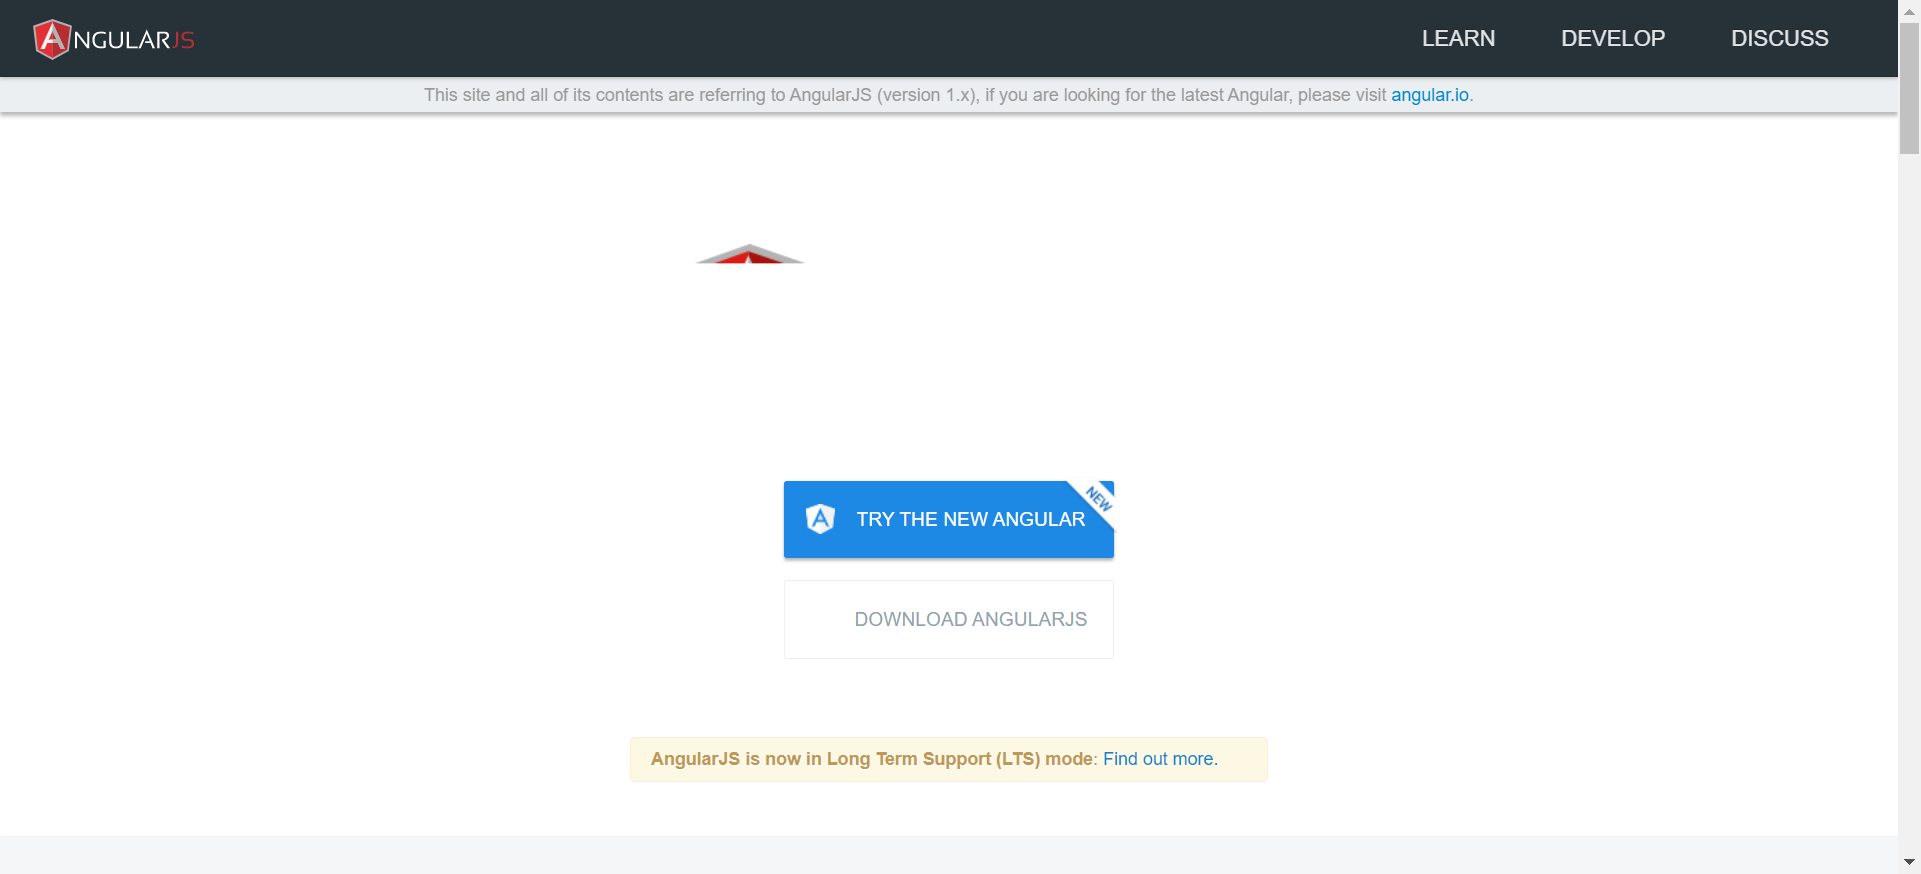 ANGULARJS
LEARN
DEVELOP
DISCUSS
This site and all of its contents are referring to AngularJS (version 1.x), if you are looking for the latest Angular, please visit angular.io.
NEW
TRY THE NEW ANGULAR
DOWNLOAD ANGULARJS
AngularJS is now in Long Term Support (LTS) mode: Find out more.